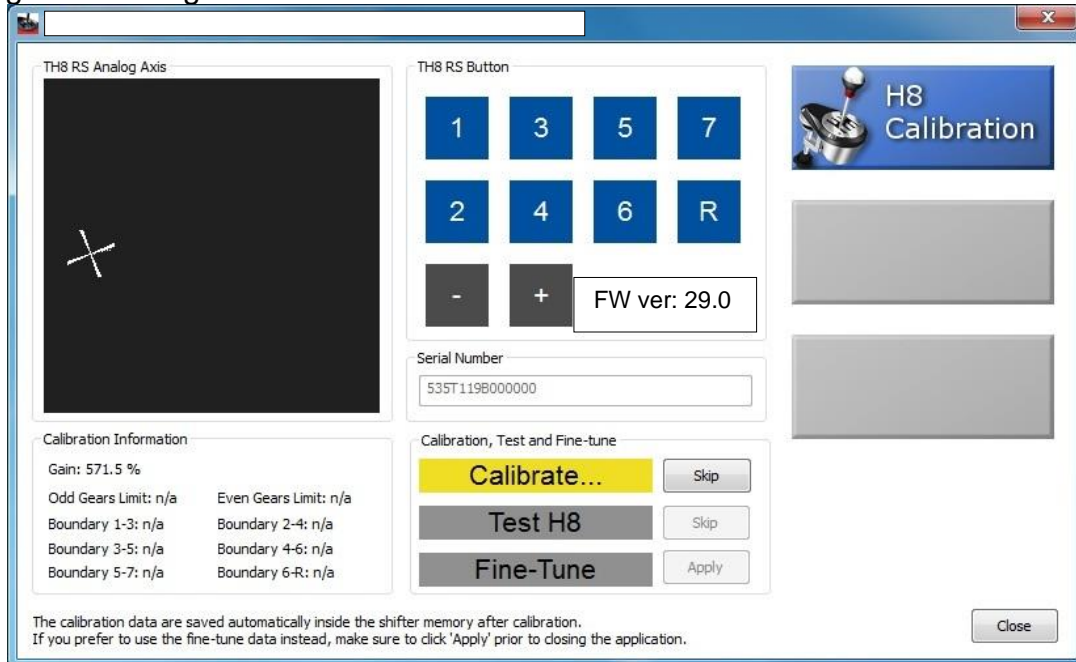 TH8 RS Analog Axis
TH8 RS Button
1 3 5 7
2 4 6 R
- +
FW ver: 29.0
H8
Calibration
Serial Number
535T119B000000
Calibration Information
Gain: 571.5 %
Odd Gears Limit: n/a Even Gears Limit: n/a
Boundary 1-3: n/a Boundary 2-4: n/a
Boundary 3-5: n/a Boundary 4-6: n/a
Boundary 5-7: n/a Boundary 6-R: n/a
Calibration, Test and Fine-tune
Calibrate... Skip
Test H8 Skip
Fine-Tune Apply
The calibration data are saved automatically inside the shifter memory after calibration.
If you prefer to use the fine-tune data instead, make sure to click 'Apply' prior to closing the application.
Close